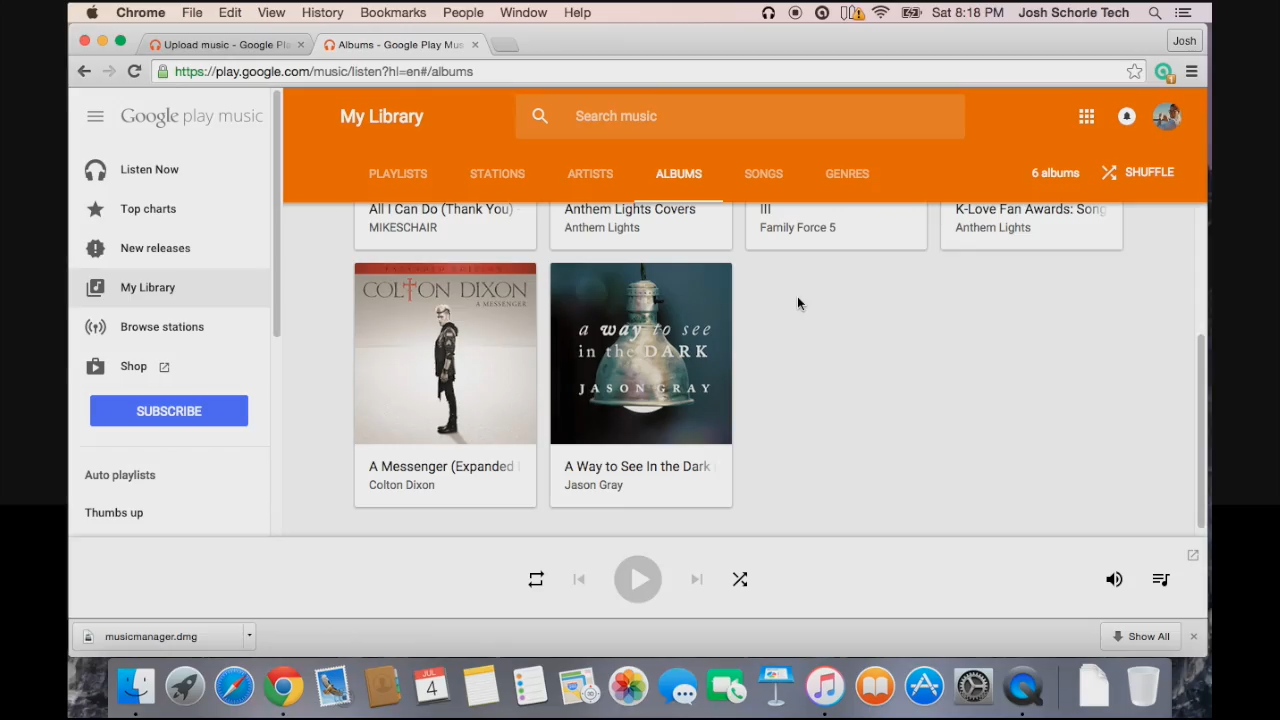 Chrome File Edit View History Bookmarks People Window Help Sat 8:18 PM Josh Schorle Tech
Upload music - Google Pla
Albums - Google Play Mus
Josh
https://play.google.com/music/listen?hl=en#/albums
Google play music
My Library
Search music
Listen Now
Top charts
New releases
My Library
Browse stations
Shop
SUBSCRIBE
Auto playlists
Thumbs up
PLAYLISTS STATIONS ARTISTS ALBUMS SONGS GENRES
6 albums SHUFFLE
All I Can Do (Thank You) -
MIKESCHAIR
Anthem Lights Covers
Anthem Lights
III
Family Force 5
K-Love Fan Awards: Song
Anthem Lights
EXPANDED EDITION
COLTON DIXON
A MESSENGER
A Messenger (Expanded
Colton Dixon
a way to see
in the DARK
JASON GRAY
A Way to See In the Dark
Jason Gray
musicmanager.dmg
Show All
JUL
4